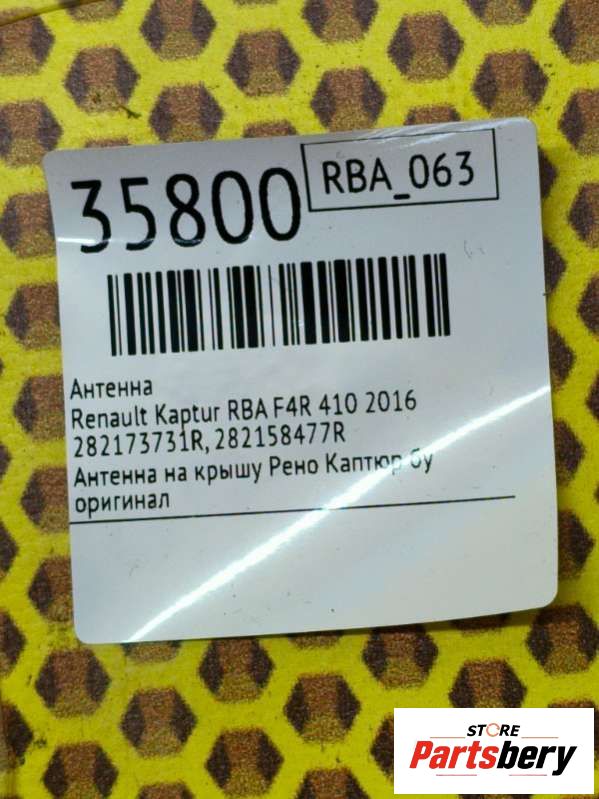 35800
RBA_063
Антенна
Renault Kaptur RBA F4R 410 2016
282173731R, 282158477R
Антенна на крышу Рено Каптюр бу
оригинал
STORE
Partsbery